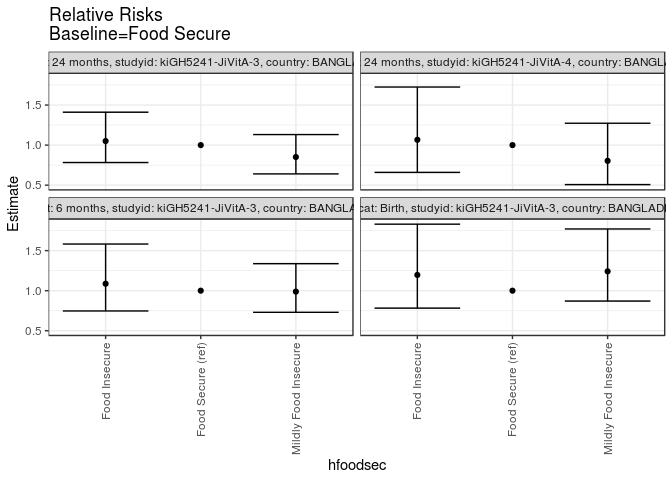 Relative Risks
Baseline=Food Secure
: 24 months, studyid: kiGH5241-JiVitA-3, country: BANGLA
: 24 months, studyid: kiGH5241-JiVitA-4, country: BANGLA
1.5
1.0
0.5
t: 6 months, studyid: kiGH5241-JiVitA-3, country: BANGLA
cat: Birth, studyid: kiGH5241-JiVitA-3, country: BANGLADE
1.5
1.0
0.5
Estimate
Food Insecure
Food Secure (ref)
Mildly Food Insecure
Food Insecure
Food Secure (ref)
Mildly Food Insecure
hfoodsec